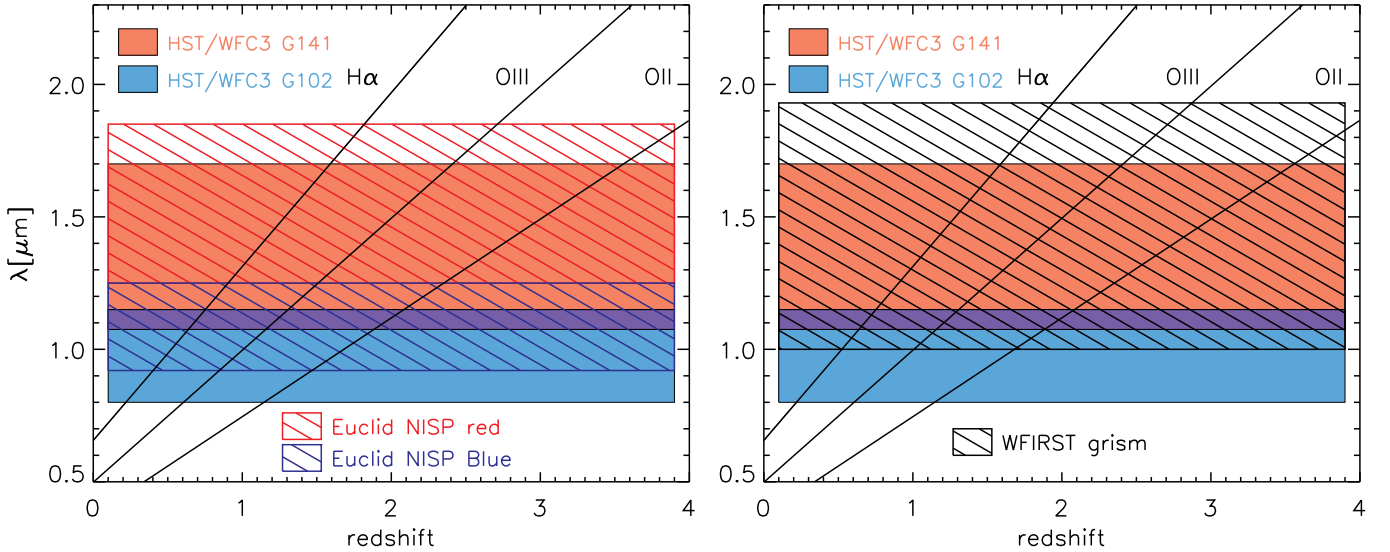 HST/WFC3 G141
HST/WFC3 G102
Hα
OIII
OII
λ[μm]
2.0
1.5
1.0
0.5
0
1
2
3
4
redshift
Euclid NISP red
Euclid NISP Blue
HST/WFC3 G141
HST/WFC3 G102
Hα
OIII
OII
2.0
1.5
1.0
0.5
0
1
2
3
4
redshift
WFIRST grism